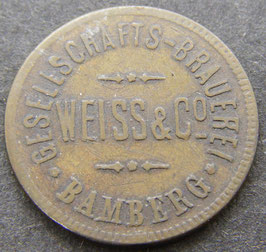 GESELLSCHAFTS-BRAUEREI
WEISS & Cº
BAMBERG